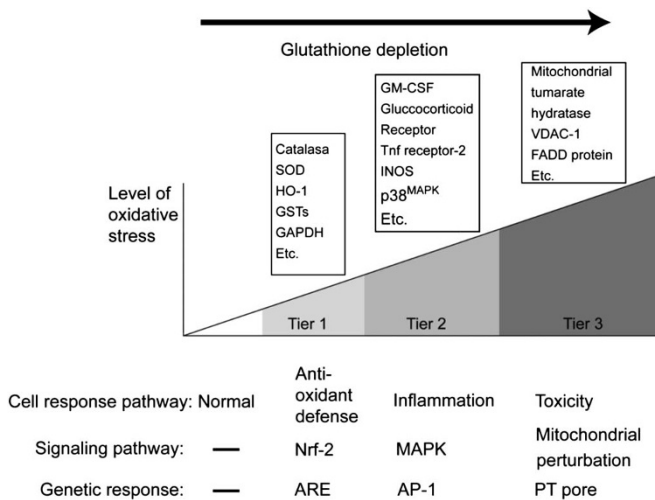 Glutathione depletion
Catalasa
SOD
HO-1
GSTs
GAPDH
Etc.
GM-CSF
Gluccocorticoid
Receptor
Tnf receptor-2
INOS
p38MAPK
Etc.
Mitochondrial
tumarate
hydratase
VDAC-1
FADD protein
Etc.
Level of
oxidative
stress
Tier 1 Tier 2 Tier 3
Cell response pathway: Normal Anti-
oxidant
defense Inflammation Toxicity
Signaling pathway: — Nrf-2 MAPK Mitochondrial
perturbation
Genetic response: — ARE AP-1 PT pore